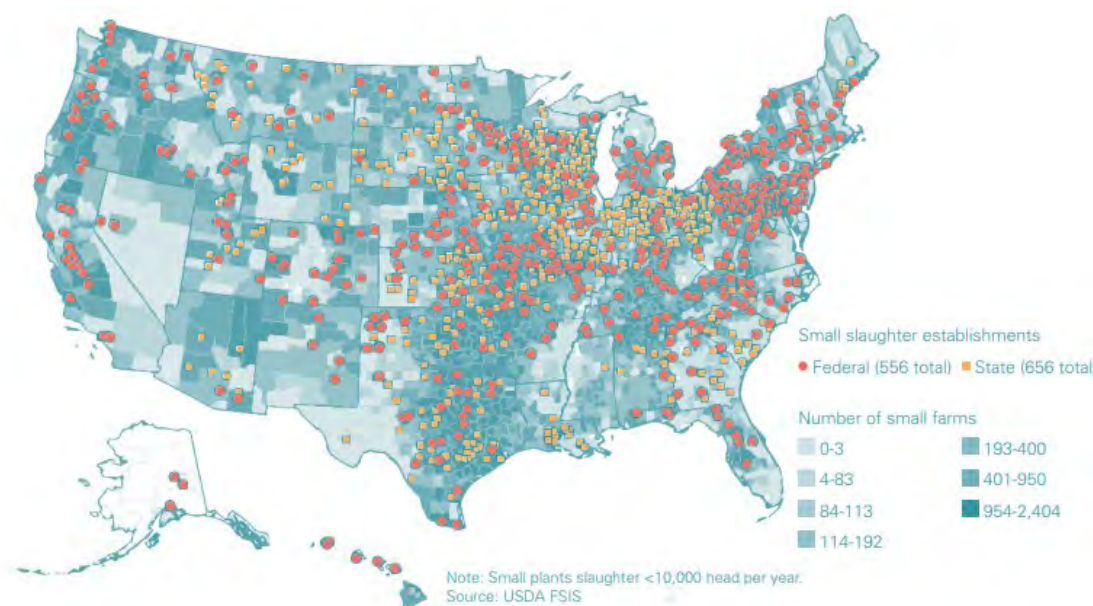 Small slaughter establishments
Federal (556 total) State (656 total
Number of small farms
0-3 193-400
4-83 401-950
84-113 954-2,404
114-192
Note: Small plants slaughter <10,000 head per year.
Source: USDA FSIS